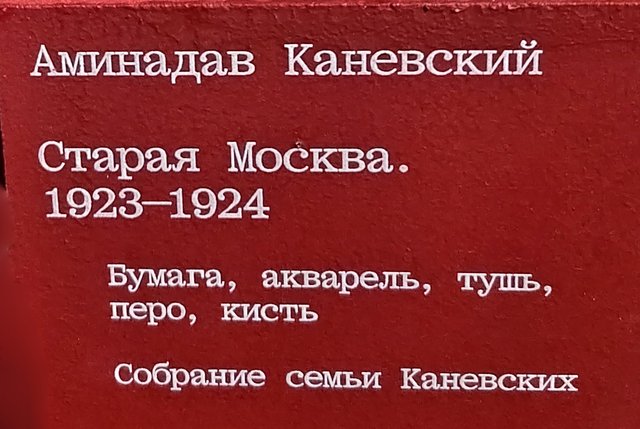 Аминадав Каневский
Старая Москва.
1923—1924
Бумага, акварель, тушь,
перо, кисть
Собрание семьи Каневских